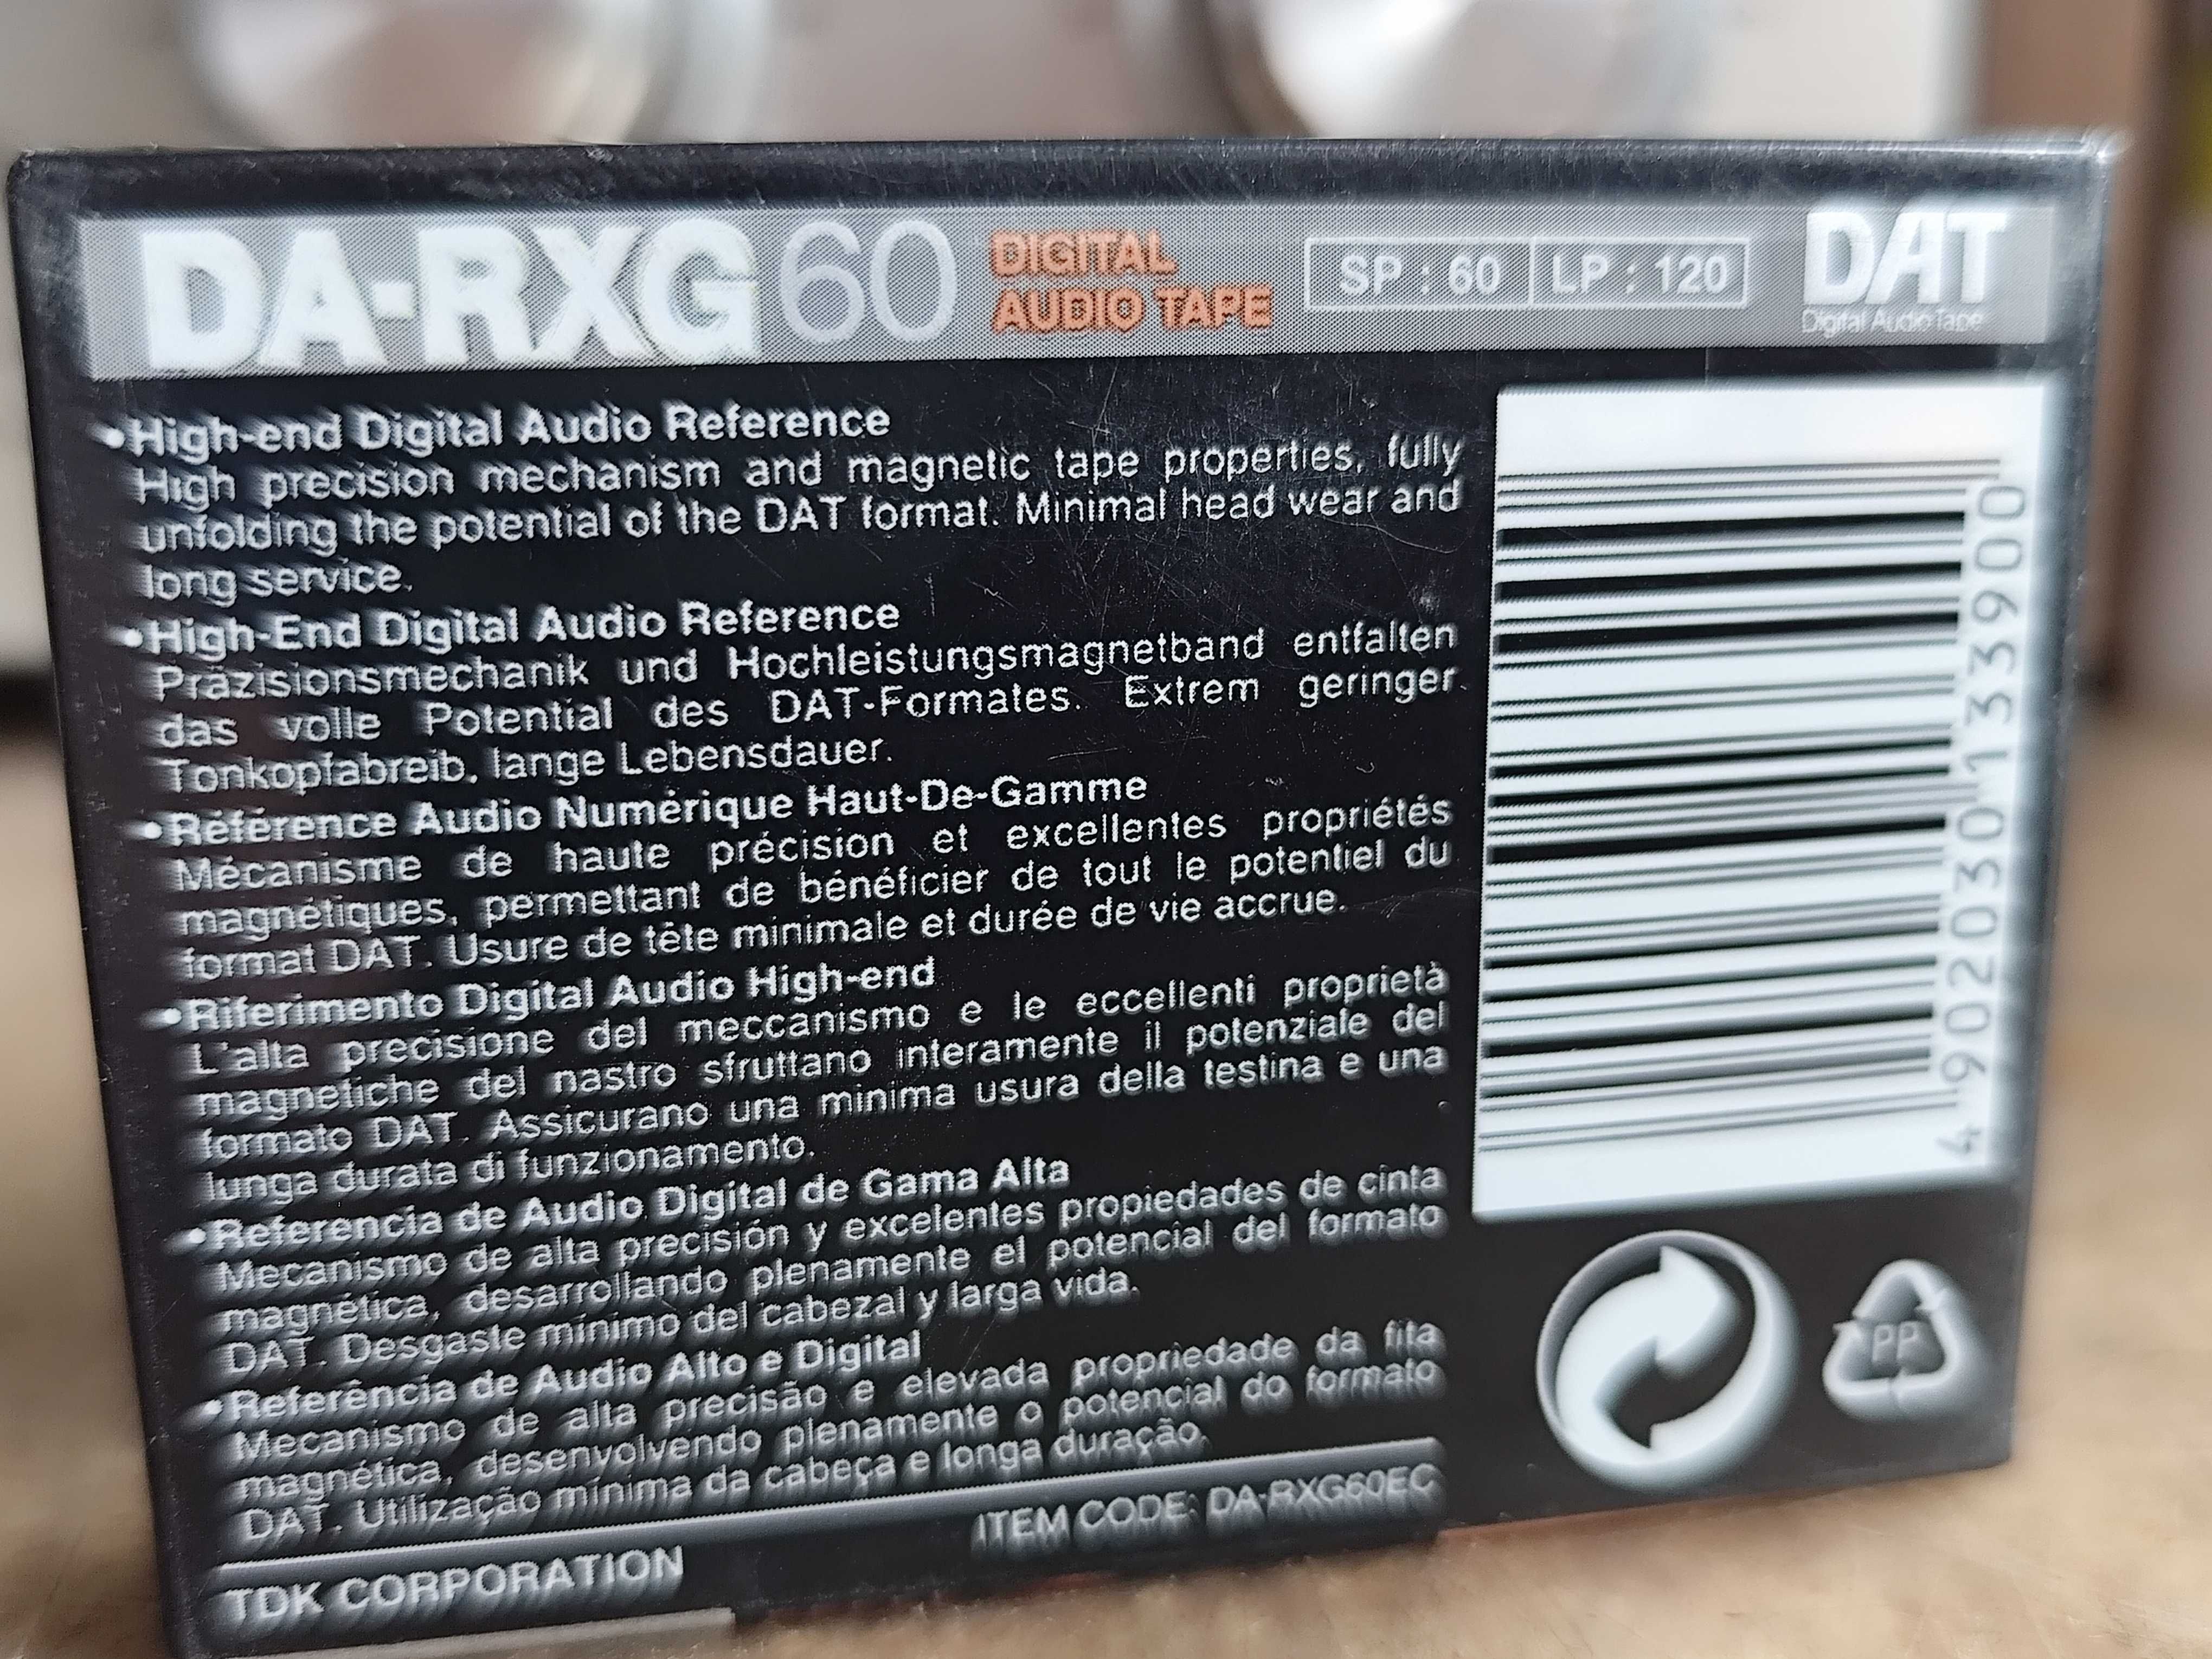 DA-RXG60 DIGITAL AUDIO TAPE SP : 60 LP : 120 DAT
Digital Audio Tape
•High-end Digital Audio Reference
High precision mechanism and magnetic tape properties, fully
unfolding the potential of the DAT format. Minimal head wear and
long service.
•High-End Digital Audio Reference
Präzisionsmechanik und Hochleistungsmagnetband entfalten
das volle Potential des DAT-Formates. Extrem geringer
Tonkopfabreib, lange Lebensdauer.
•Référence Audio Numérique Haut-De-Gamme
Mécanisme de haute précision et excellentes propriétés
magnétiques, permettant de bénéficier de tout le potentiel du
format DAT. Usure de tête minimale et durée de vie accrue.
•Riferimento Digital Audio High-end
L'alta precisione del meccanismo e le eccellenti proprietà
magnetiche del nastro sfruttano interamente il potenziale del
formato DAT. Assicurano una minima usura della testina e una
lunga durata di funzionamento.
•Referencia de Audio Digital de Gama Alta
Mecanismo de alta precisión y excelentes propiedades de cinta
magnética, desarrollando plenamente el potencial del formato
DAT. Desgaste mínimo del cabezal y larga vida.
•Referência de Audio Alto e Digital
Mecanismo de alta precisão e elevada propriedade da fita
magnética, desenvolvendo plenamente o potencial do formato
DAT. Utilização mínima da cabeça e longa duração.
ITEM CODE: DA-RXG60EC
TDK CORPORATION
4 902030 133900
PP